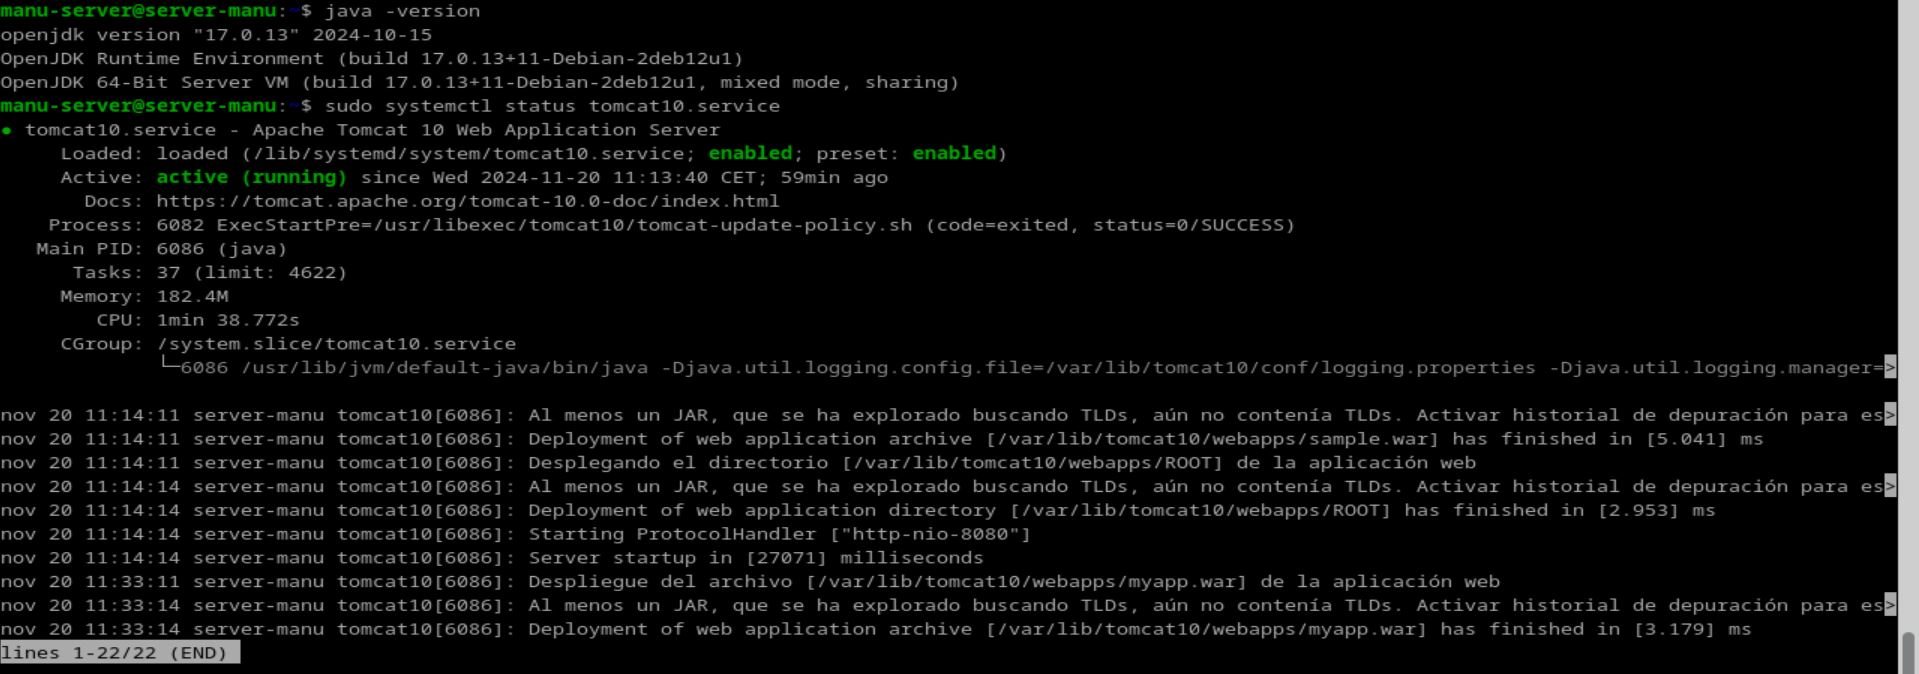 manu-server@server-manu:~$ java -version
openjdk version "17.0.13" 2024-10-15
OpenJDK Runtime Environment (build 17.0.13+11-Debian-2deb12u1)
OpenJDK 64-Bit Server VM (build 17.0.13+11-Debian-2deb12u1, mixed mode, sharing)
manu-server@server-manu:~$ sudo systemctl status tomcat10.service
● tomcat10.service - Apache Tomcat 10 Web Application Server
Loaded: loaded (/lib/systemd/system/tomcat10.service; enabled; preset: enabled)
Active: active (running) since Wed 2024-11-20 11:13:40 CET; 59min ago
Docs: https://tomcat.apache.org/tomcat-10.0-doc/index.html
Process: 6082 ExecStartPre=/usr/libexec/tomcat10/tomcat-update-policy.sh (code=exited, status=0/SUCCESS)
Main PID: 6086 (java)
Tasks: 37 (limit: 4622)
Memory: 182.4M
CPU: 1min 38.772s
CGroup: /system.slice/tomcat10.service
└─6086 /usr/lib/jvm/default-java/bin/java -Djava.util.logging.config.file=/var/lib/tomcat10/conf/logging.properties -Djava.util.logging.manager=>
nov 20 11:14:11 server-manu tomcat10[6086]: Al menos un JAR, que se ha explorado buscando TLDs, aún no contenía TLDs. Activar historial de depuración para es>
nov 20 11:14:11 server-manu tomcat10[6086]: Deployment of web application archive [/var/lib/tomcat10/webapps/sample.war] has finished in [5.041] ms
nov 20 11:14:11 server-manu tomcat10[6086]: Desplegando el directorio [/var/lib/tomcat10/webapps/ROOT] de la aplicación web
nov 20 11:14:14 server-manu tomcat10[6086]: Al menos un JAR, que se ha explorado buscando TLDs, aún no contenía TLDs. Activar historial de depuración para es>
nov 20 11:14:14 server-manu tomcat10[6086]: Deployment of web application directory [/var/lib/tomcat10/webapps/ROOT] has finished in [2.953] ms
nov 20 11:14:14 server-manu tomcat10[6086]: Starting ProtocolHandler ["http-nio-8080"]
nov 20 11:14:14 server-manu tomcat10[6086]: Server startup in [27071] milliseconds
nov 20 11:33:11 server-manu tomcat10[6086]: Despliegue del archivo [/var/lib/tomcat10/webapps/myapp.war] de la aplicación web
nov 20 11:33:14 server-manu tomcat10[6086]: Al menos un JAR, que se ha explorado buscando TLDs, aún no contenía TLDs. Activar historial de depuración para es>
nov 20 11:33:14 server-manu tomcat10[6086]: Deployment of web application archive [/var/lib/tomcat10/webapps/myapp.war] has finished in [3.179] ms
lines 1-22/22 (END)